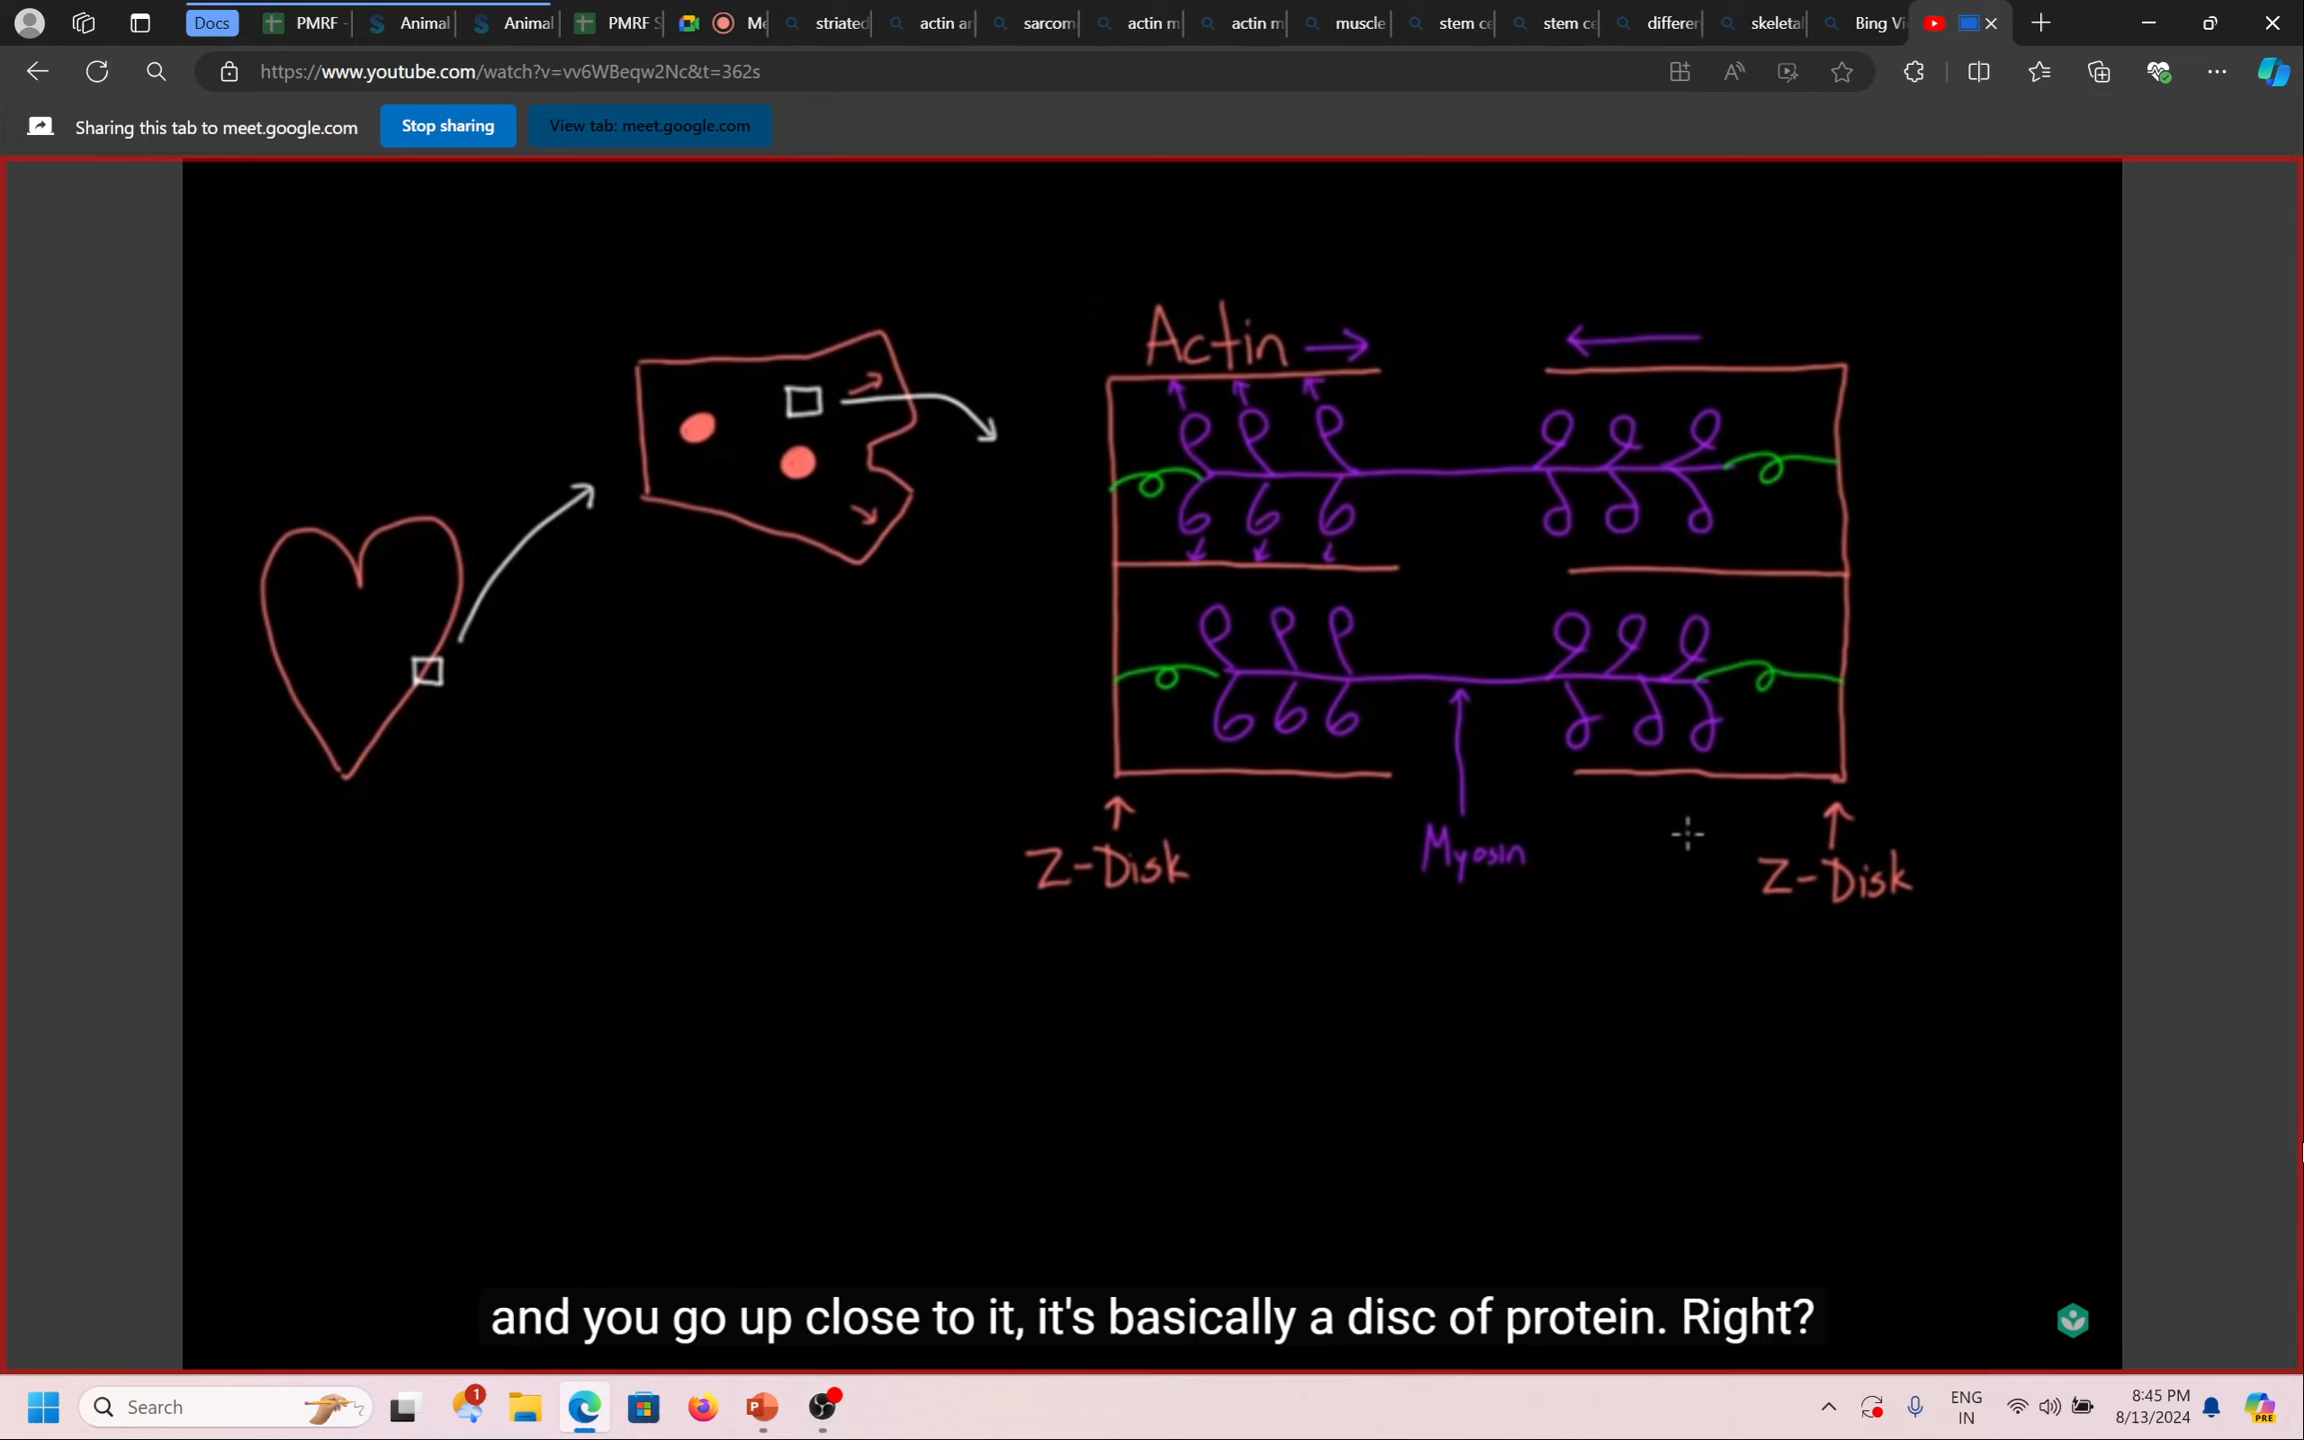 Docs PMRF - Animal Animal PMRF S Me striated actin ar sarcom actin m actin m muscle stem ce stem ce differen skeletal Bing Vi
https://www.youtube.com/watch?v=vv6WBeqw2Nc&t=362s
Sharing this tab to meet.google.com Stop sharing View tab: meet.google.com
Actin
Z-Disk Myosin Z-Disk
and you go up close to it, it's basically a disc of protein. Right?
Search 1 ENG 8:45 PM
IN 8/13/2024 PRE